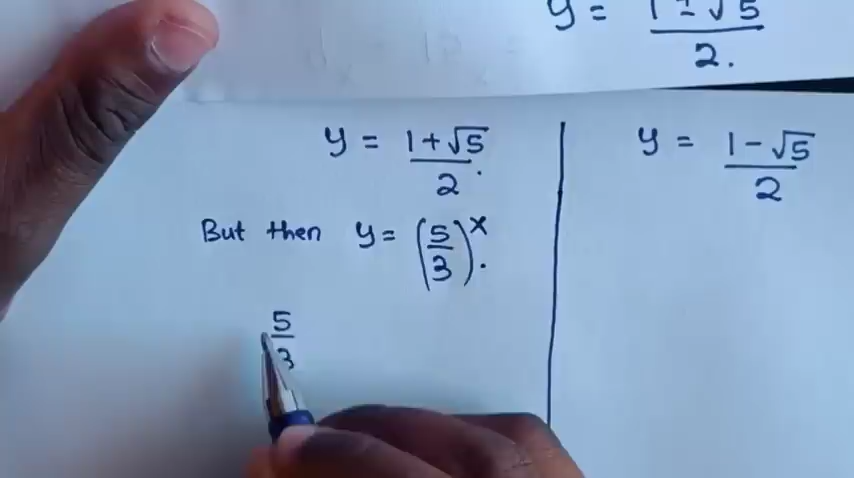 y = 1 ± √5 / 2.
y = 1 + √5 / 2.
But then y = (5/3)^x.
5/3
y = 1 - √5 / 2